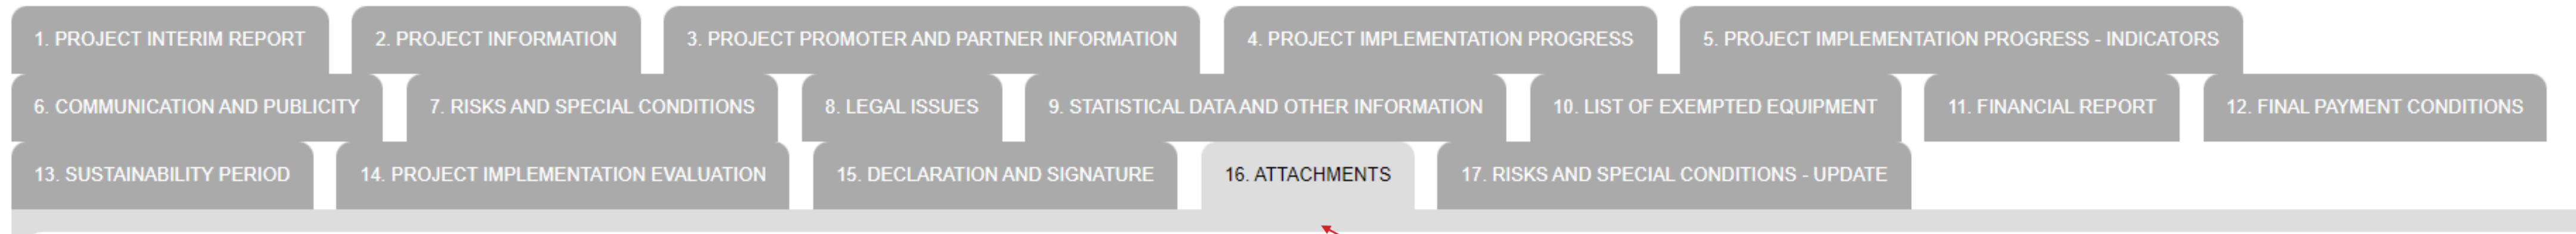 1. PROJECT INTERIM REPORT 2. PROJECT INFORMATION 3. PROJECT PROMOTER AND PARTNER INFORMATION 4. PROJECT IMPLEMENTATION PROGRESS 5. PROJECT IMPLEMENTATION PROGRESS - INDICATORS
6. COMMUNICATION AND PUBLICITY 7. RISKS AND SPECIAL CONDITIONS 8. LEGAL ISSUES 9. STATISTICAL DATA AND OTHER INFORMATION 10. LIST OF EXEMPTED EQUIPMENT 11. FINANCIAL REPORT 12. FINAL PAYMENT CONDITIONS
13. SUSTAINABILITY PERIOD 14. PROJECT IMPLEMENTATION EVALUATION 15. DECLARATION AND SIGNATURE 16. ATTACHMENTS 17. RISKS AND SPECIAL CONDITIONS - UPDATE